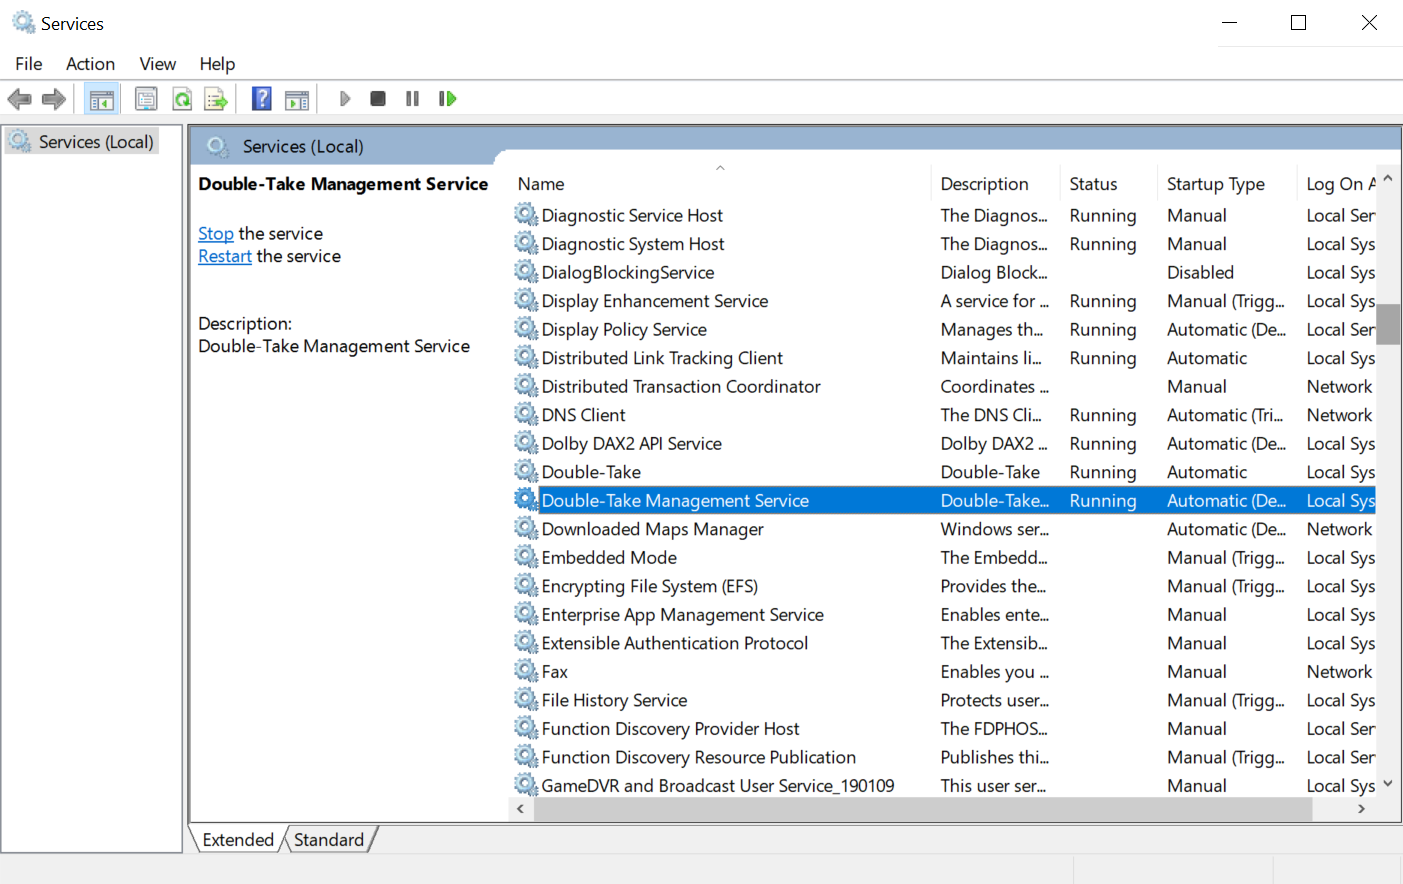 Services
File Action View Help
Services (Local)
Services (Local)
Double-Take Management Service
Stop the service
Restart the service
Description:
Double-Take Management Service
Name Description Status Startup Type Log On A
Diagnostic Service Host The Diagnos... Running Manual Local Ser
Diagnostic System Host The Diagnos... Running Manual Local Sys
DialogBlockingService Dialog Block... Disabled Local Sys
Display Enhancement Service A service for ... Running Manual (Trigg... Local Sys
Display Policy Service Manages th... Running Automatic (De... Local Ser
Distributed Link Tracking Client Maintains li... Running Automatic Local Sys
Distributed Transaction Coordinator Coordinates ... Manual Network
DNS Client The DNS Cli... Running Automatic (Tri... Network
Dolby DAX2 API Service Dolby DAX2 ... Running Automatic (De... Local Sys
Double-Take Double-Take Running Automatic Local Sys
Double-Take Management Service Double-Take... Running Automatic (De... Local Sys
Downloaded Maps Manager Windows ser... Automatic (De... Network
Embedded Mode The Embedd... Manual (Trigg... Local Sys
Encrypting File System (EFS) Provides the... Manual (Trigg... Local Sys
Enterprise App Management Service Enables ente... Manual Local Sys
Extensible Authentication Protocol The Extensib... Manual Local Sys
Fax Enables you ... Manual Network
File History Service Protects user... Manual (Trigg... Local Sys
Function Discovery Provider Host The FDPHOS... Manual Local Ser
Function Discovery Resource Publication Publishes thi... Manual (Trigg... Local Ser
GameDVR and Broadcast User Service_190109 This user ser... Manual Local Sys
Extended Standard